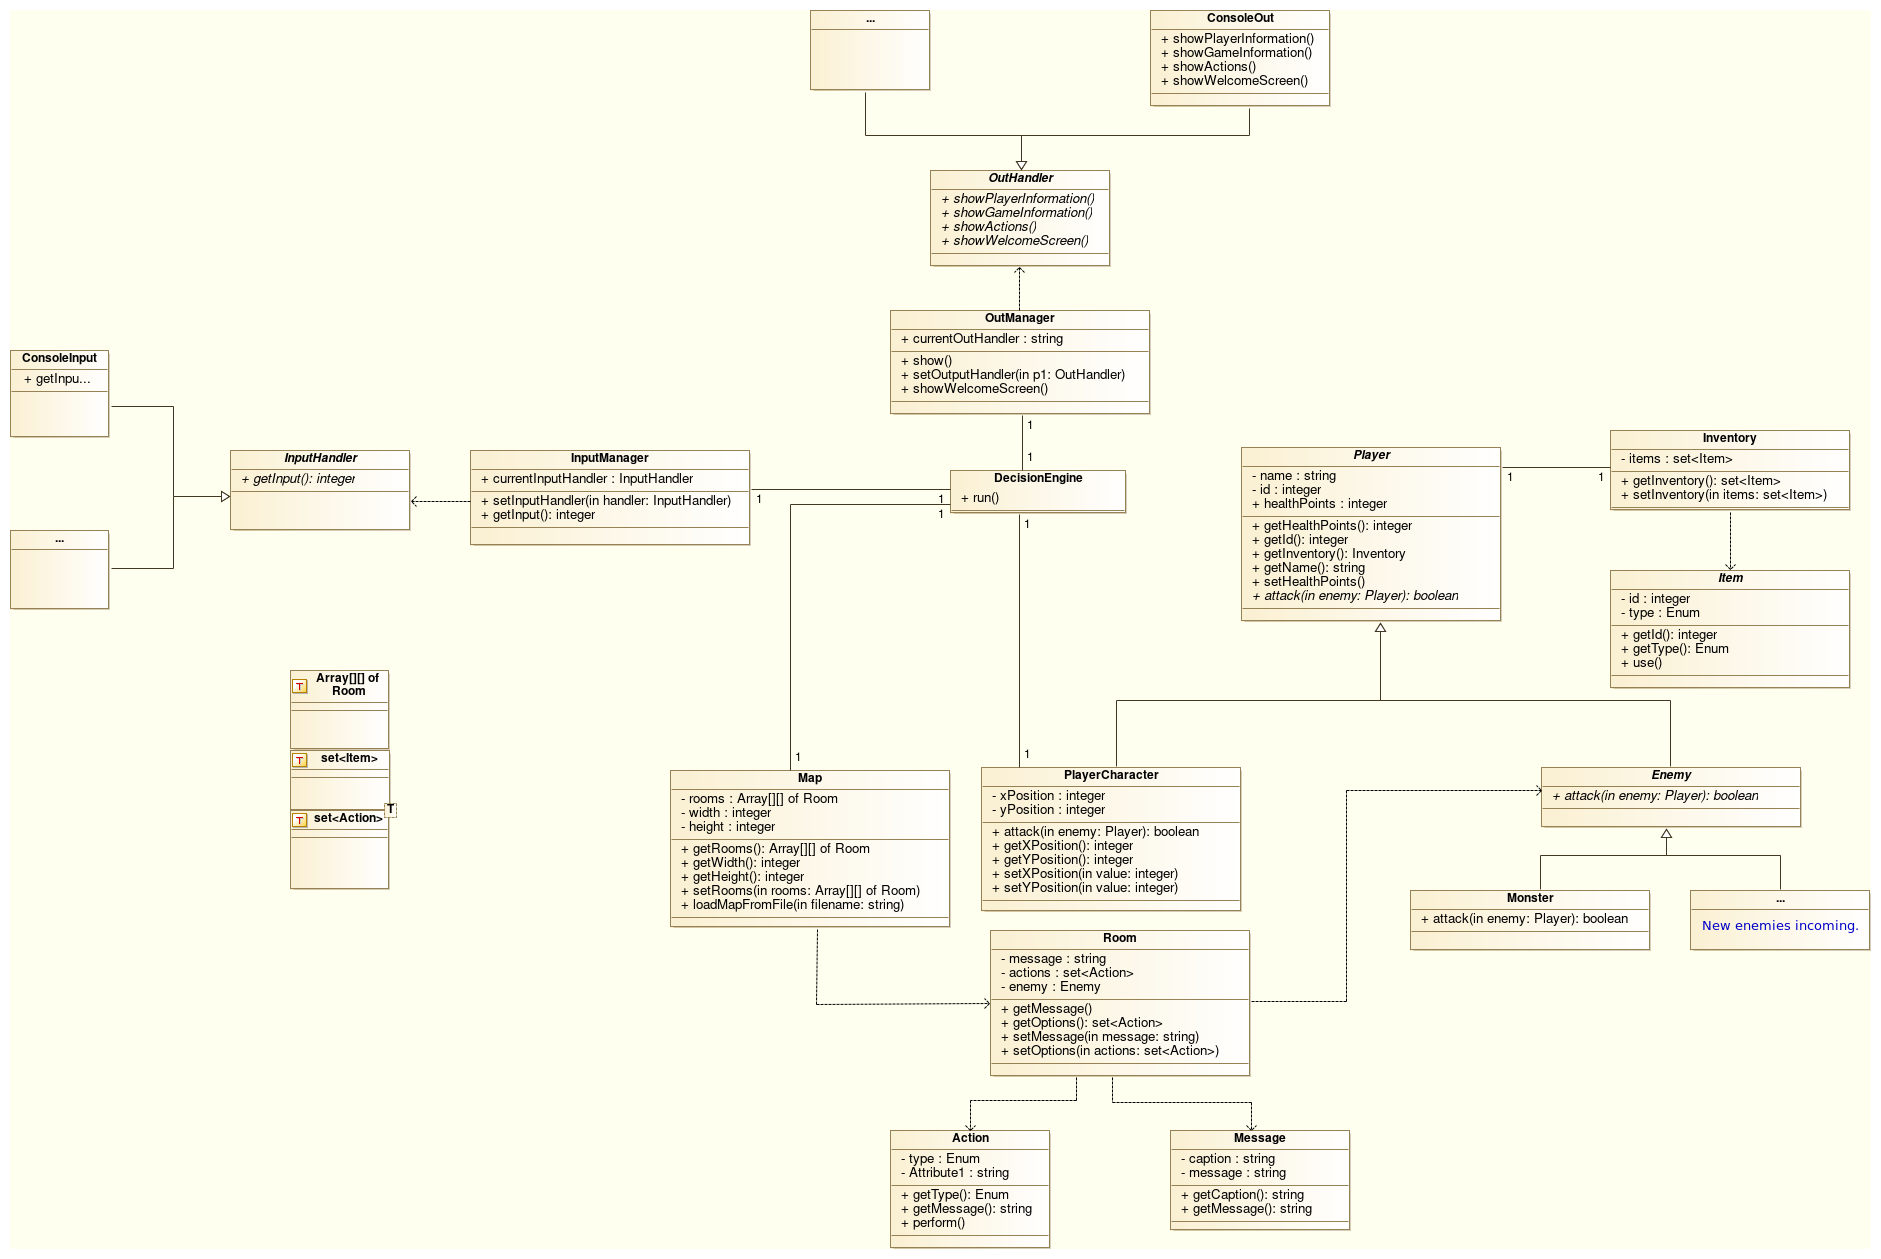 ...
ConsoleOut
+ showPlayerInformation()
+ showGameInformation()
+ showActions()
+ showWelcomeScreen()
OutHandler
+ showPlayerInformation()
+ showGameInformation()
+ showActions()
+ showWelcomeScreen()
OutManager
+ currentOutHandler : string
+ show()
+ setOutputHandler(in p1: OutHandler)
+ showWelcomeScreen()
1
1
ConsoleInput
+ getInpu...
...
InputHandler
+ getInput(): integer
InputManager
+ currentInputHandler : InputHandler
+ setInputHandler(in handler: InputHandler)
+ getInput(): integer
1
1
1
DecisionEngine
+ run()
1
Player
- name : string
- id : integer
+ healthPoints : integer
+ getHealthPoints(): integer
+ getId(): integer
+ getInventory(): Inventory
+ getName(): string
+ setHealthPoints()
+ attack(in enemy: Player): boolean
1
1
Inventory
- items : set<Item>
+ getInventory(): set<Item>
+ setInventory(in items: set<Item>)
Item
- id : integer
- type : Enum
+ getId(): integer
+ getType(): Enum
+ use()
T
Array[][] of
Room
T
set<Item>
T
T
set<Action>
1
Map
- rooms : Array[][] of Room
- width : integer
- height : integer
+ getRooms(): Array[][] of Room
+ getWidth(): integer
+ getHeight(): integer
+ setRooms(in rooms: Array[][] of Room)
+ loadMapFromFile(in filename: string)
1
PlayerCharacter
- xPosition : integer
- yPosition : integer
+ attack(in enemy: Player): boolean
+ getXPosition(): integer
+ getYPosition(): integer
+ setXPosition(in value: integer)
+ setYPosition(in value: integer)
Enemy
+ attack(in enemy: Player): boolean
Monster
+ attack(in enemy: Player): boolean
...
New enemies incoming.
Room
- message : string
- actions : set<Action>
- enemy : Enemy
+ getMessage()
+ getOptions(): set<Action>
+ setMessage(in message: string)
+ setOptions(in actions: set<Action>)
Action
- type : Enum
- Attribute1 : string
+ getType(): Enum
+ getMessage(): string
+ perform()
Message
- caption : string
- message : string
+ getCaption(): string
+ getMessage(): string